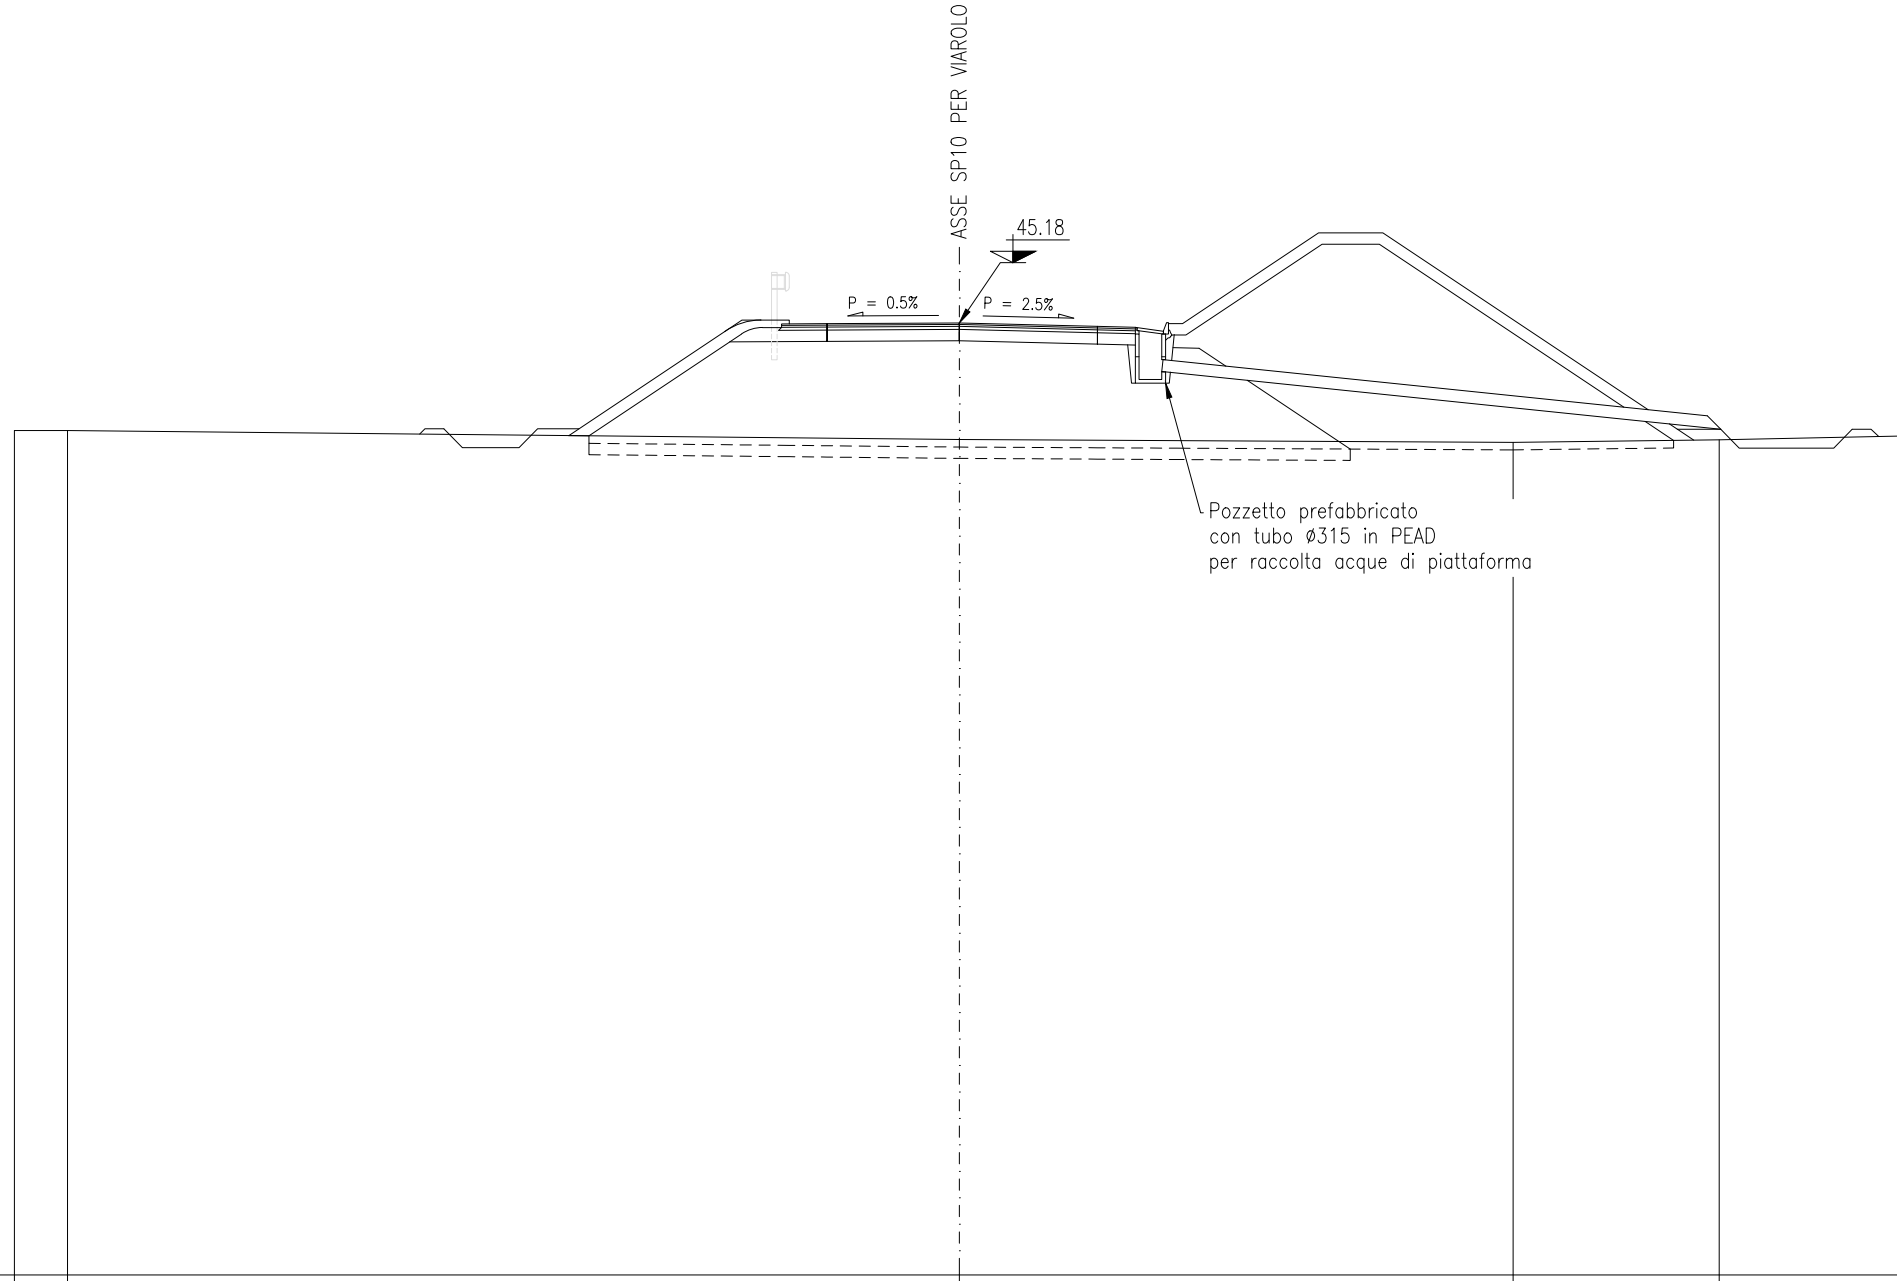 ASSE SP10 PER VIAROLO
45.18
P = 0.5%
P = 2.5%
Pozzetto prefabbricato
con tubo Ø315 in PEAD
per raccolta acque di piattaforma